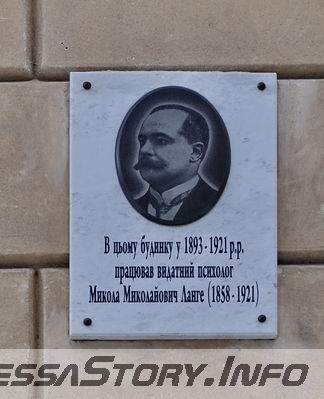 В цьому будинку у 1893-1921 р.р.
працював видатний психолог
Микола Миколайович Ланге (1858-1921)
ESSASTORY.INFO